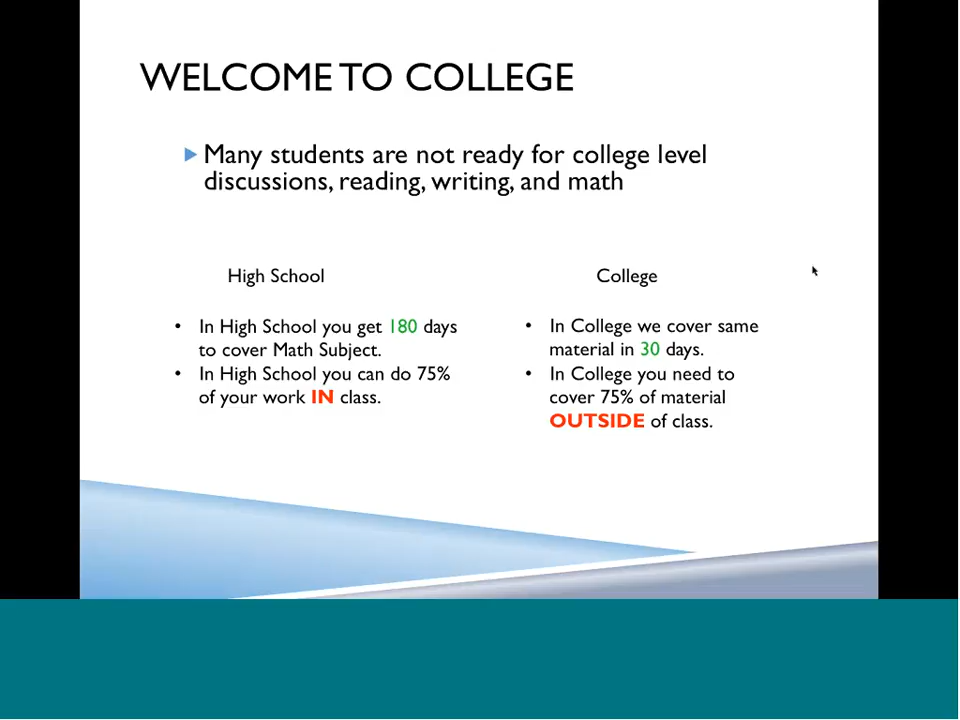 WELCOME TO COLLEGE
Many students are not ready for college level
discussions, reading, writing, and math
High School
• In High School you get 180 days
to cover Math Subject.
• In High School you can do 75%
of your work IN class.
College
• In College we cover same
material in 30 days.
• In College you need to
cover 75% of material
OUTSIDE of class.